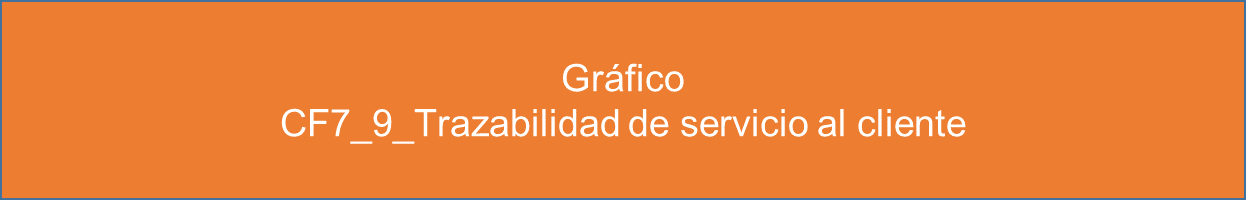 Gráfico
CF7_9_Trazabilidad de servicio al cliente